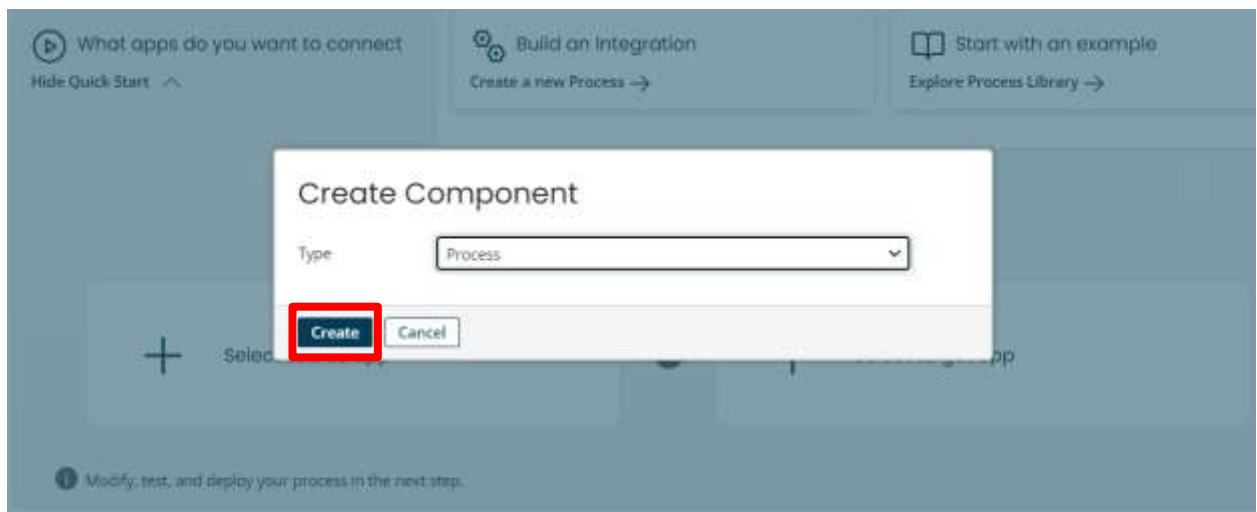 What apps do you want to connect
Hide Quick Start
Build an Integration
Create a new Process
Start with an example
Explore Process Library
Create Component
Type
Process
Create
Cancel
Modify, test, and deploy your process in the next step.